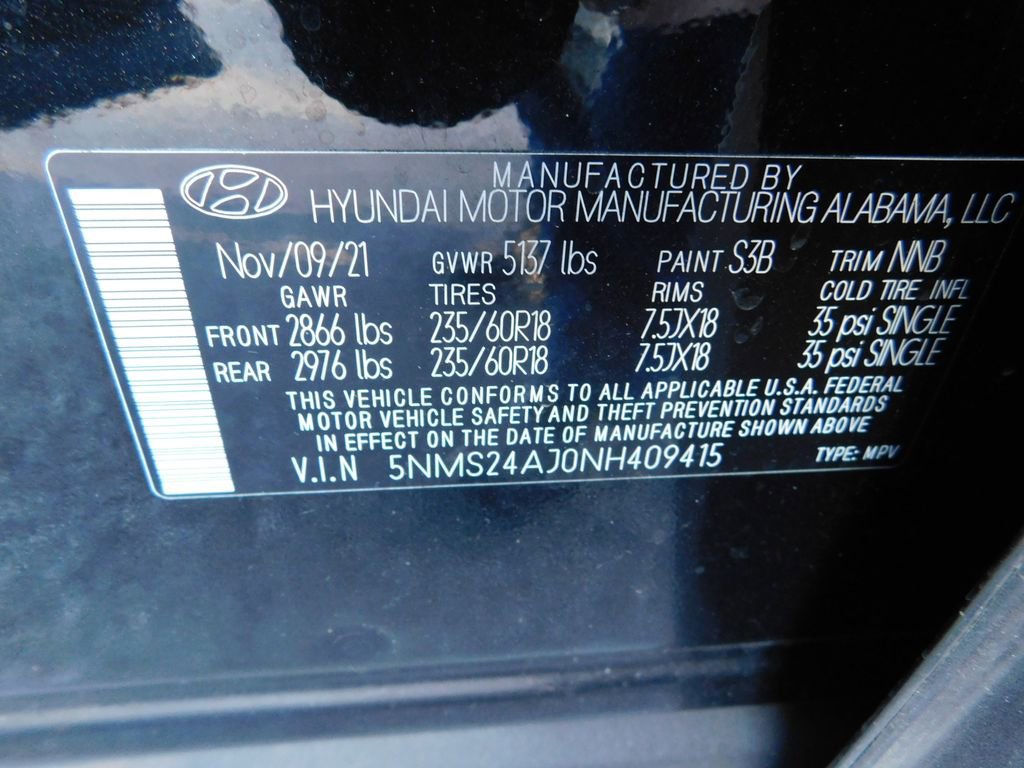 MANUFACTURED BY
HYUNDAI MOTOR MANUFACTURING ALABAMA, LLC
Nov/09/21 GVWR 5137 lbs PAINT S3B TRIM NNB
GAWR TIRES RIMS COLD TIRE INFL
FRONT 2866 lbs 235/60R18 7.5JX18 35 psi SINGLE
REAR 2976 lbs 235/60R18 7.5JX18 35 psi SINGLE
THIS VEHICLE CONFORMS TO ALL APPLICABLE U.S.A. FEDERAL
MOTOR VEHICLE SAFETY AND THEFT PREVENTION STANDARDS
IN EFFECT ON THE DATE OF MANUFACTURE SHOWN ABOVE
V.I.N 5NMS24AJ0NH409415 TYPE: MPV